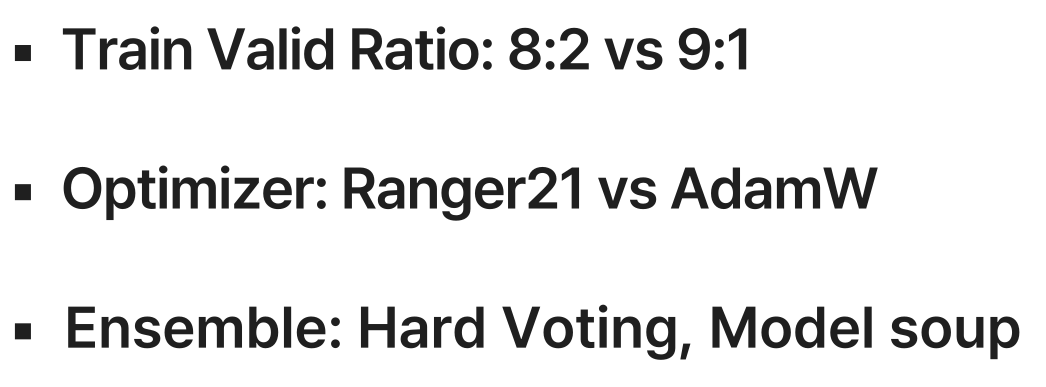 ▪ Train Valid Ratio: 8:2 vs 9:1
▪ Optimizer: Ranger21 vs AdamW
▪ Ensemble: Hard Voting, Model soup